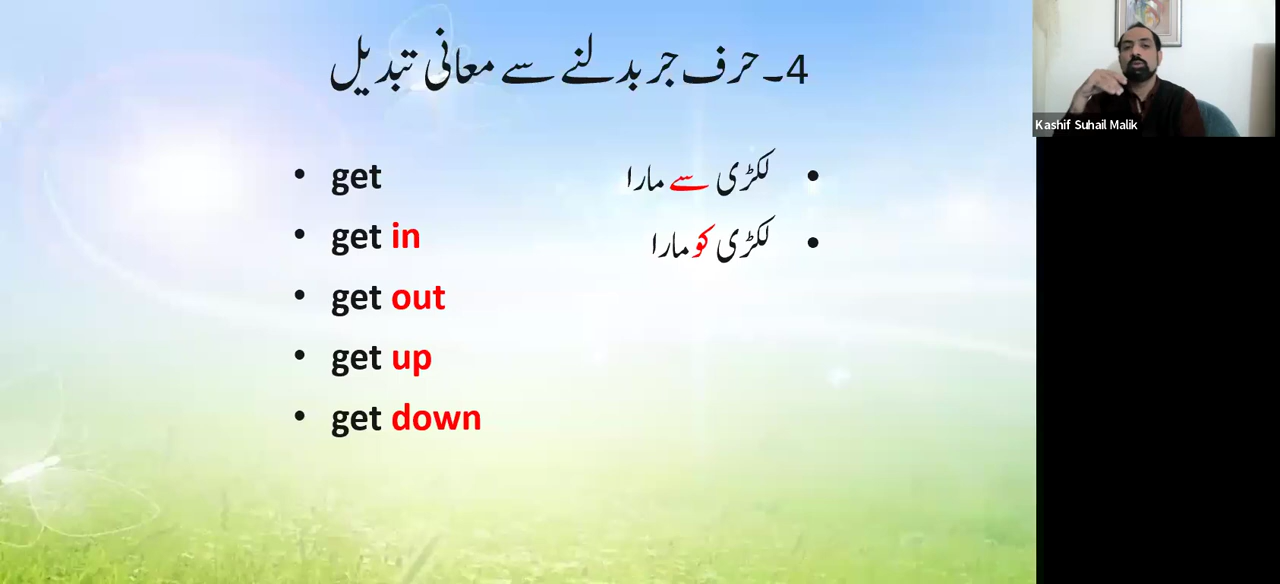 4۔ حرف جر بدلنے سے معانی تبدیل
• لکڑی سے مارا
• لکڑی کو مارا
• get
• get in
• get out
• get up
• get down
Kashif Suhail Malik